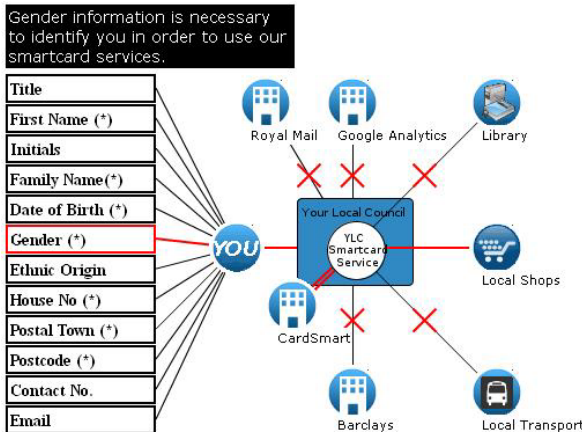 Gender information is necessary
to identify you in order to use our
smartcard services.
Title
First Name (*)
Initials
Family Name(*)
Date of Birth (*)
Gender (*)
Ethnic Origin
House No (*)
Postal Town (*)
Postcode (*)
Contact No.
Email
YOU
Royal Mail
Google Analytics
Library
Your Local Council
YLC
Smartcard
Service
Local Shops
CardSmart
Barclays
Local Transport